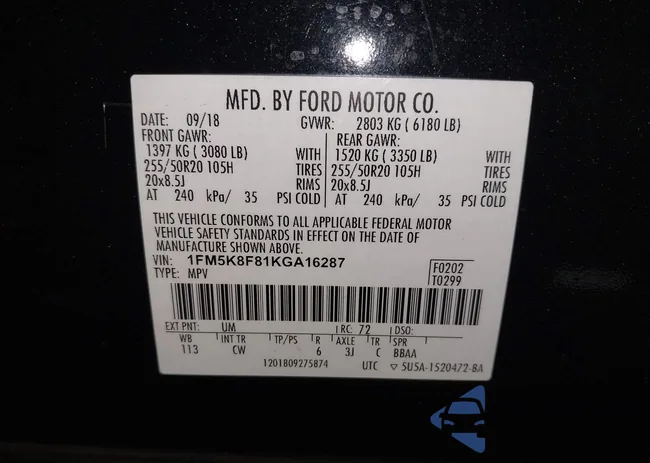 MFD. BY FORD MOTOR CO.
DATE: 09/18 GVWR: 2803 KG ( 6180 LB)
FRONT GAWR: REAR GAWR:
1397 KG ( 3080 LB) WITH 1520 KG ( 3350 LB) WITH
255/50R20 105H TIRES 255/50R20 105H TIRES
20x8.5J RIMS 20x8.5J RIMS
AT 240 kPa/ 35 PSI COLD AT 240 kPa/ 35 PSI COLD
THIS VEHICLE CONFORMS TO ALL APPLICABLE FEDERAL MOTOR
VEHICLE SAFETY STANDARDS IN EFFECT ON THE DATE OF
MANUFACTURE SHOWN ABOVE.
VIN: 1FM5K8F81KGA16287 F0202
TYPE: MPV T0299
EXT PNT: UM RC: 72 DSO:
WB INT TR TP/PS R AXLE TR SPR
113 CW 6 3J C BBAA
1201809275874 UTC ▽ 5U5A-1520472-BA